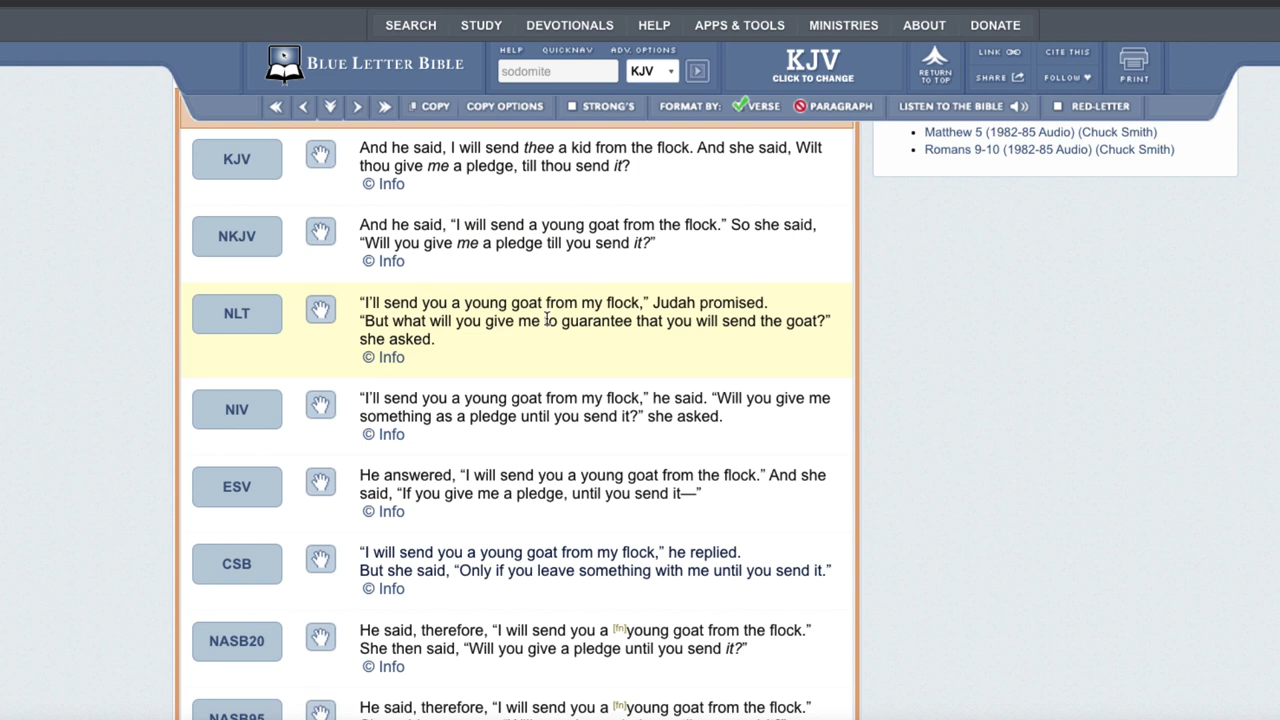 SEARCH STUDY DEVOTIONALS HELP APPS & TOOLS MINISTRIES ABOUT DONATE
BLUE LETTER BIBLE
HELP QUICKNAV ADV. OPTIONS
sodomite KJV
KJV
CLICK TO CHANGE
RETURN TO TOP
LINK CITE THIS
SHARE FOLLOW
PRINT
COPY COPY OPTIONS STRONG'S FORMAT BY: VERSE PARAGRAPH LISTEN TO THE BIBLE RED-LETTER
Matthew 5 (1982-85 Audio) (Chuck Smith)
Romans 9-10 (1982-85 Audio) (Chuck Smith)
KJV
And he said, I will send thee a kid from the flock. And she said, Wilt
thou give me a pledge, till thou send it?
© Info
NKJV
And he said, “I will send a young goat from the flock.” So she said,
“Will you give me a pledge till you send it?”
© Info
NLT
“I’ll send you a young goat from my flock,” Judah promised.
“But what will you give me to guarantee that you will send the goat?”
she asked.
© Info
NIV
“I’ll send you a young goat from my flock,” he said. “Will you give me
something as a pledge until you send it?” she asked.
© Info
ESV
He answered, “I will send you a young goat from the flock.” And she
said, “If you give me a pledge, until you send it—”
© Info
CSB
“I will send you a young goat from my flock,” he replied.
But she said, “Only if you leave something with me until you send it.”
© Info
NASB20
He said, therefore, “I will send you a [fn]young goat from the flock.”
She then said, “Will you give a pledge until you send it?”
© Info
NASB95
He said, therefore, “I will send you a [fn]young goat from the flock.”